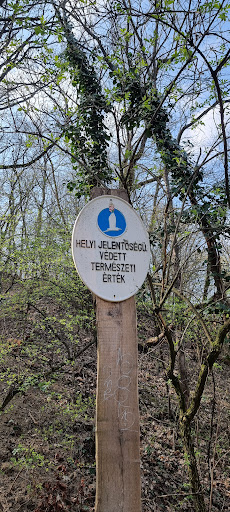 HELYI JELENTŐSÉGŰ
VÉDETT
TERMÉSZETI
ÉRTÉK